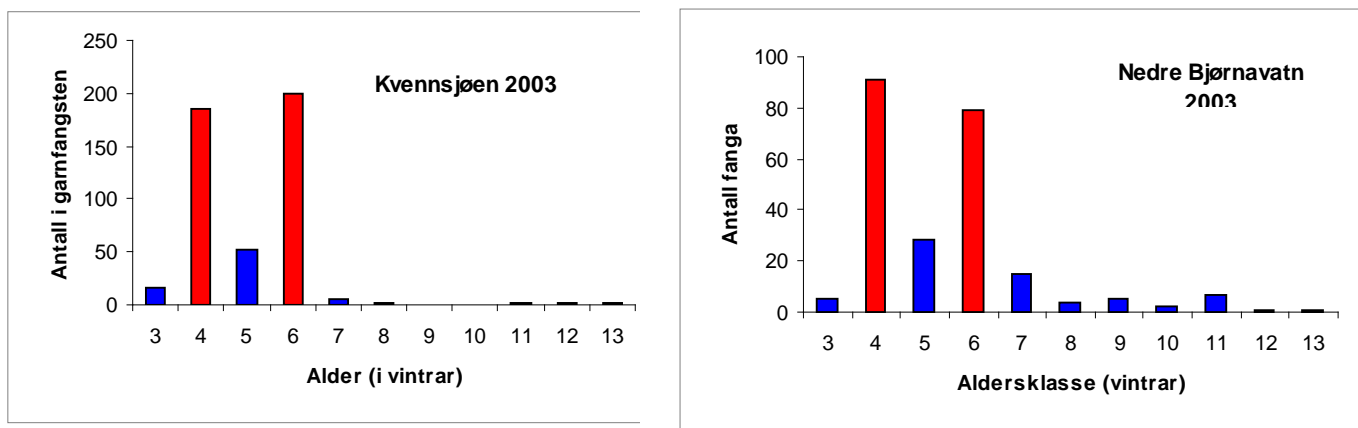 250
200
150
100
50
0
Antall i garnfangsten
Kvennsjøen 2003
3 4 5 6 7 8 9 10 11 12 13
Alder (i vintrar)
100
80
60
40
20
0
Antall fanga
Nedre Bjørnavatn
2003
3 4 5 6 7 8 9 10 11 12 13
Aldersklasse (vintrar)